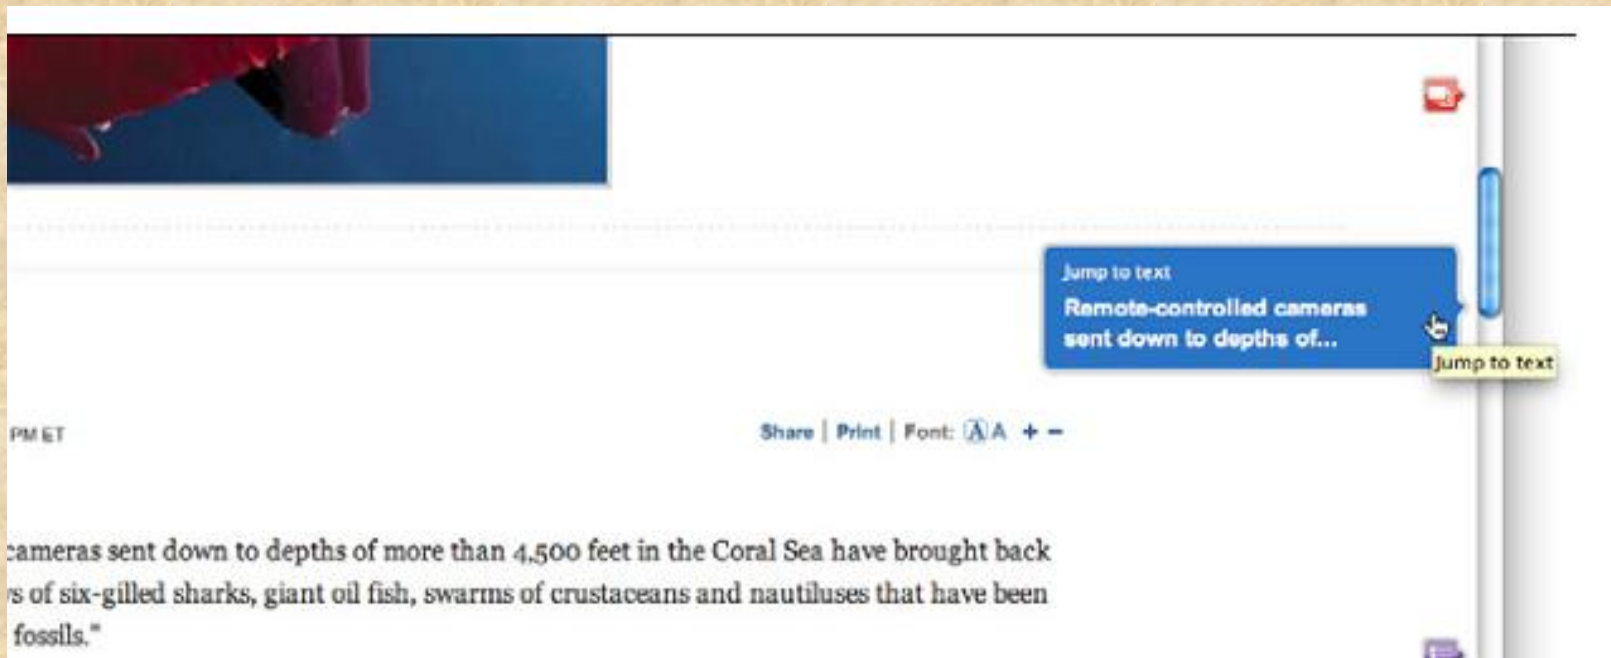 Jump to text
Remote-controlled cameras
sent down to depths of...
Jump to text
PM ET
Share | Print | Font: A A + –
cameras sent down to depths of more than 4,500 feet in the Coral Sea have brought back
s of six-gilled sharks, giant oil fish, swarms of crustaceans and nautiluses that have been
fossils."